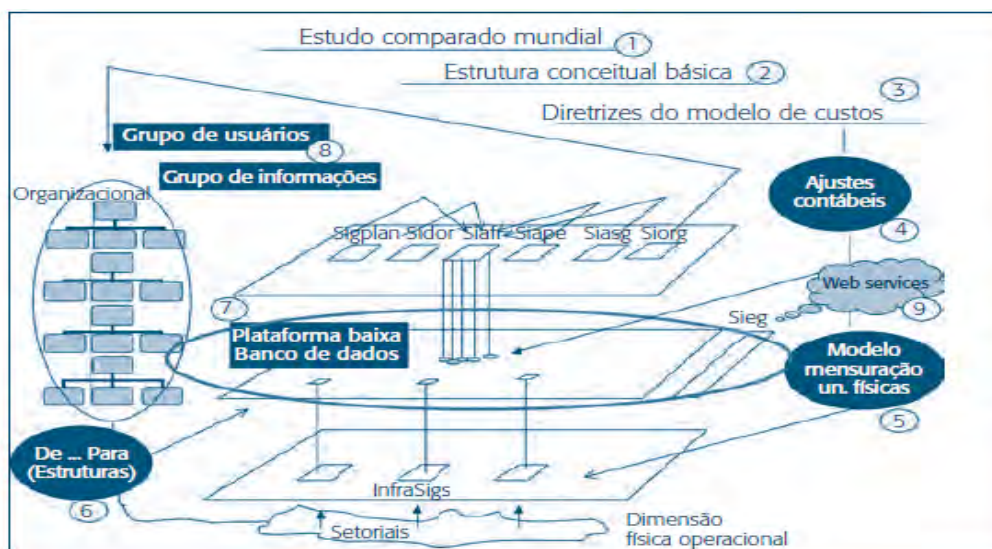 Estudo comparado mundial 1
Estrutura conceitual básica 2
3
Diretrizes do modelo de custos
Grupo de usuários
8
Grupo de informações
Organizacional
Ajustes
contábeis
4
Sigplan Sidor Siafi Siape Siasg Siorg
Web services
9
7
Sieg
Plataforma baixa
Banco de dados
Modelo
mensuração
un. físicas
5
De ... Para
(Estruturas)
6
InfraSigs
Setoriais
Dimensão
física operacional